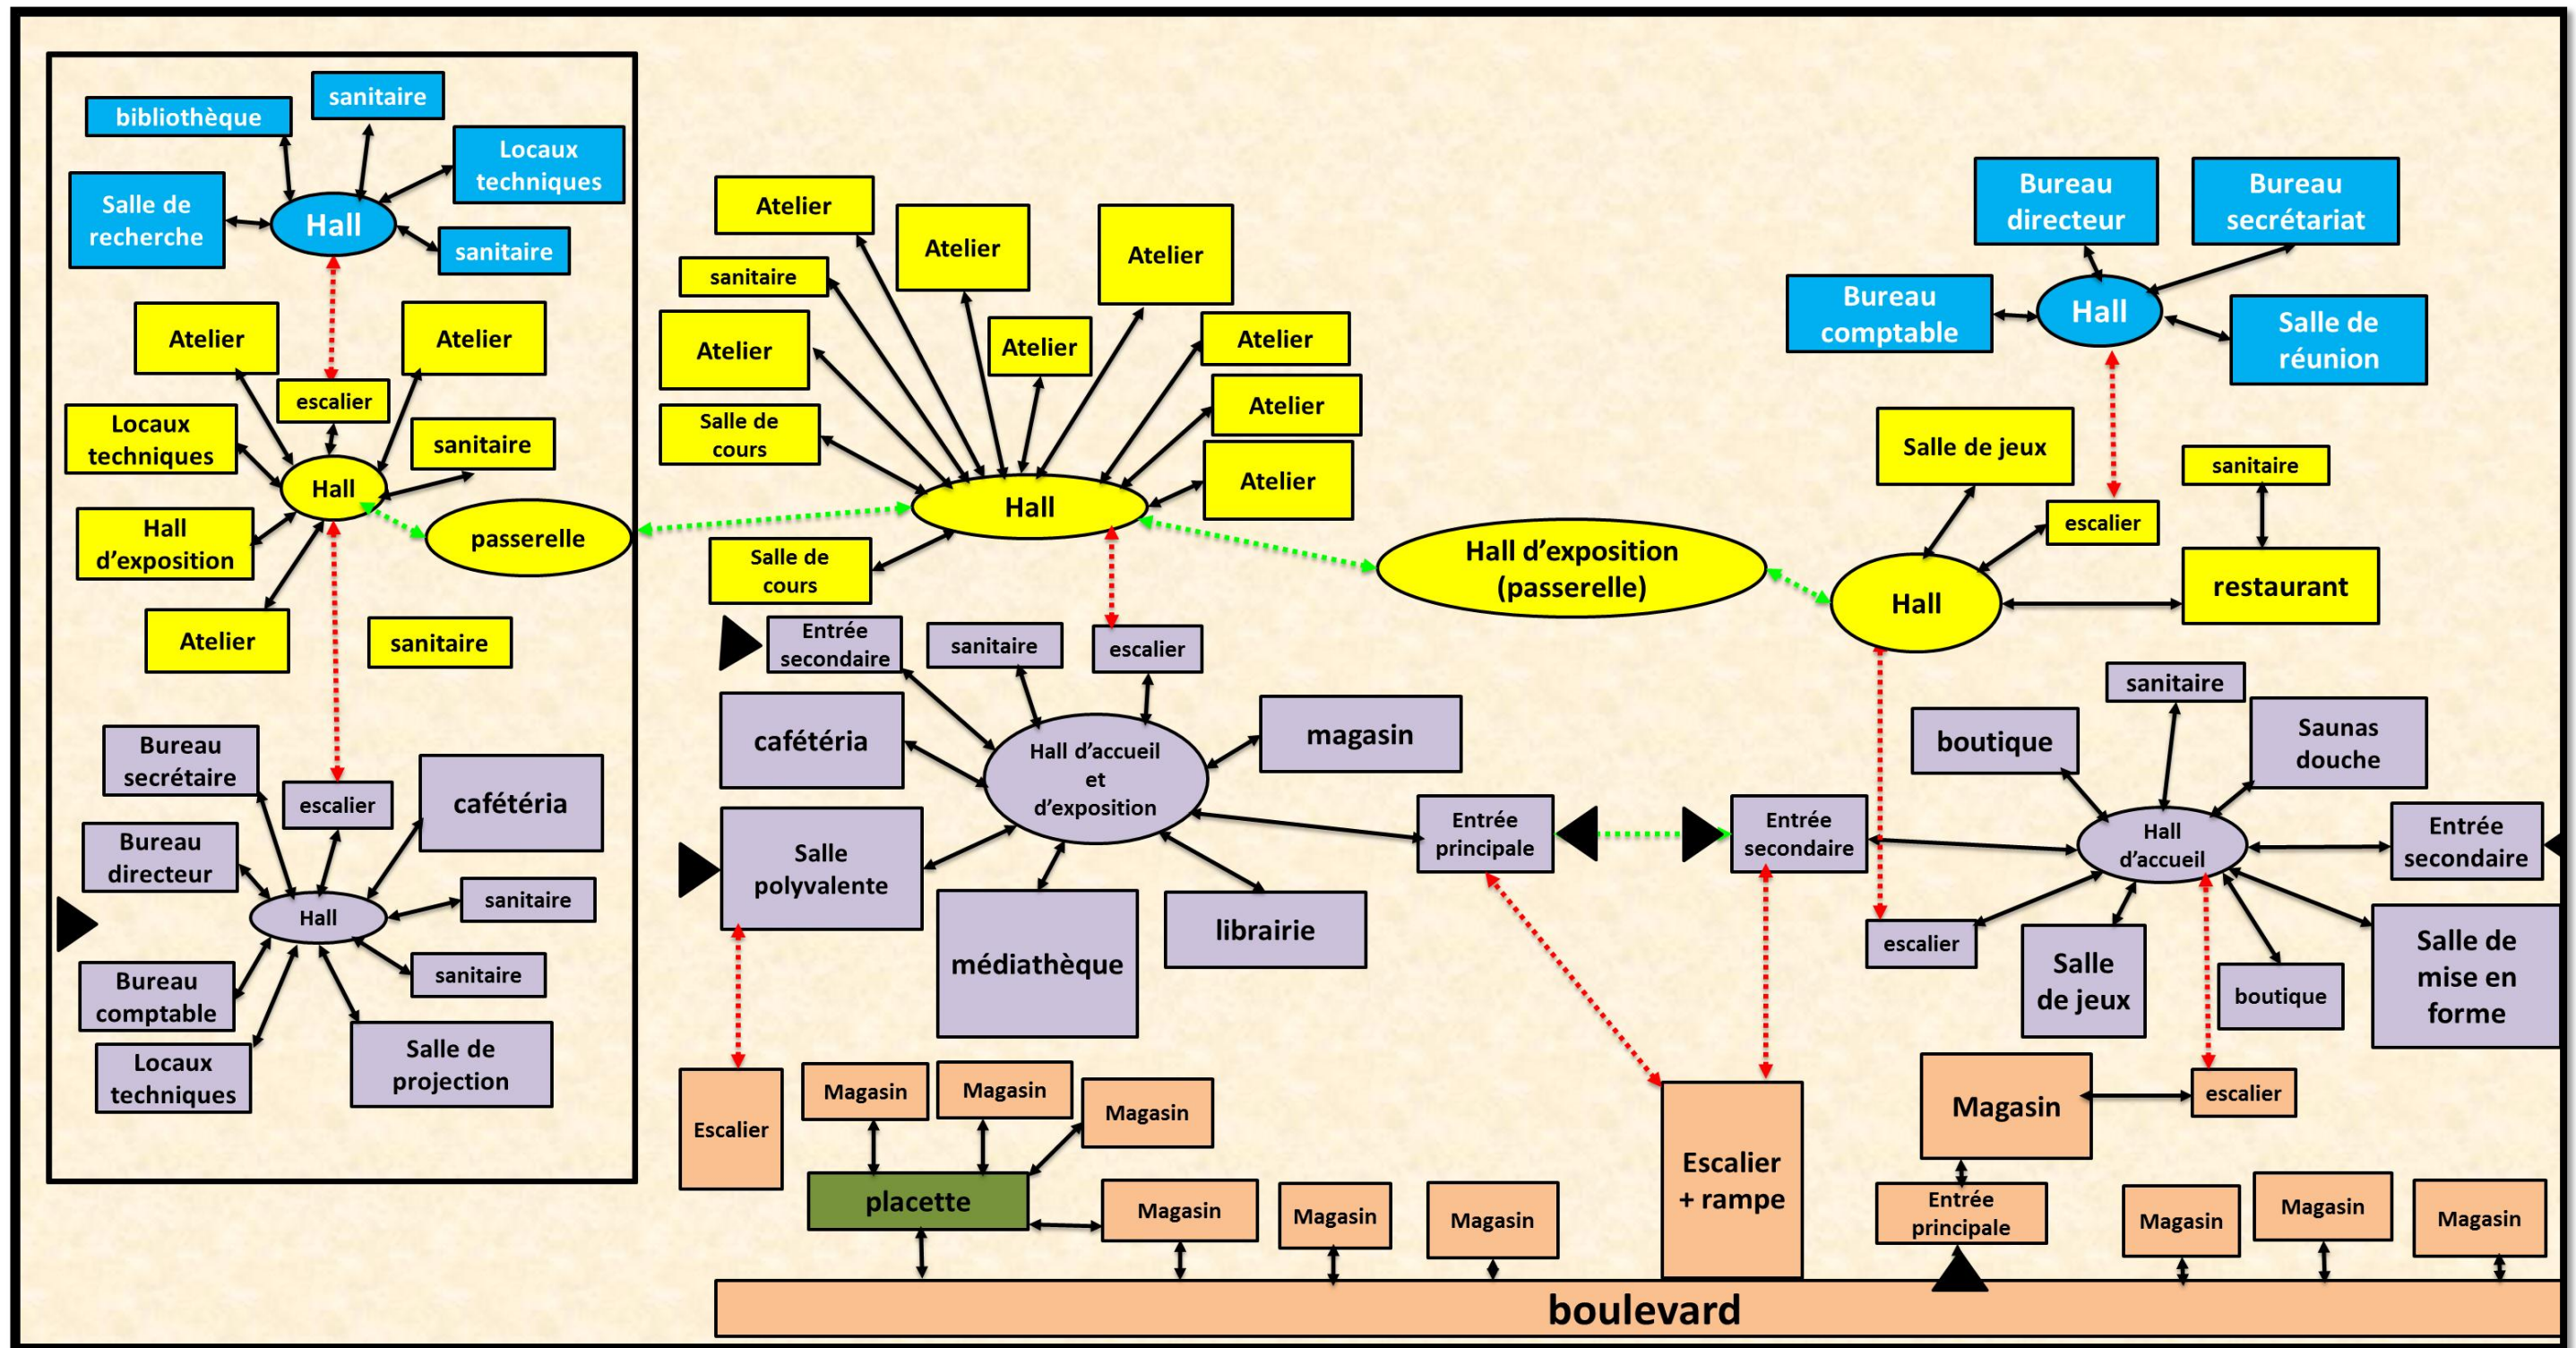 bibliothèque
sanitaire
Locaux
techniques
Salle de
recherche
Hall
sanitaire
Atelier
Atelier
escalier
Locaux
techniques
sanitaire
Hall
Hall
d’exposition
passerelle
Atelier
sanitaire
Bureau
secrétaire
escalier
cafétéria
Bureau
directeur
sanitaire
Hall
sanitaire
Bureau
comptable
Salle de
projection
Locaux
techniques
Atelier
Atelier
Atelier
sanitaire
Atelier
Atelier
Atelier
Atelier
Salle de
cours
Atelier
Hall
Salle de
cours
Hall d’exposition
(passerelle)
Entrée
secondaire
sanitaire
escalier
cafétéria
Hall d’accueil
et
d’exposition
magasin
Salle
polyvalente
Entrée
principale
médiathèque
librairie
Bureau
directeur
Bureau
secrétariat
Bureau
comptable
Hall
Salle de
réunion
Salle de jeux
sanitaire
escalier
Hall
restaurant
sanitaire
boutique
Saunas
douche
Entrée
secondaire
Hall
d’accueil
Entrée
secondaire
escalier
Salle
de jeux
boutique
Salle de
mise en
forme
Escalier
Magasin
Magasin
Magasin
placette
Magasin
Magasin
Magasin
Escalier
+ rampe
Magasin
escalier
Entrée
principale
Magasin
Magasin
Magasin
boulevard